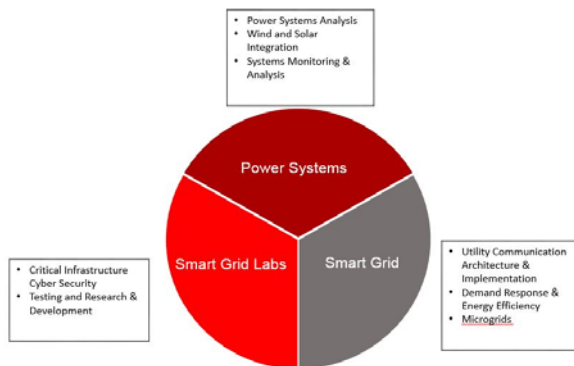 • Power Systems Analysis
• Wind and Solar
Integration
• Systems Monitoring &
Analysis
Power Systems
Smart Grid Labs
Smart Grid
• Critical Infrastructure
Cyber Security
• Testing and Research &
Development
• Utility Communication
Architecture &
Implementation
• Demand Response &
Energy Efficiency
• Microgrids